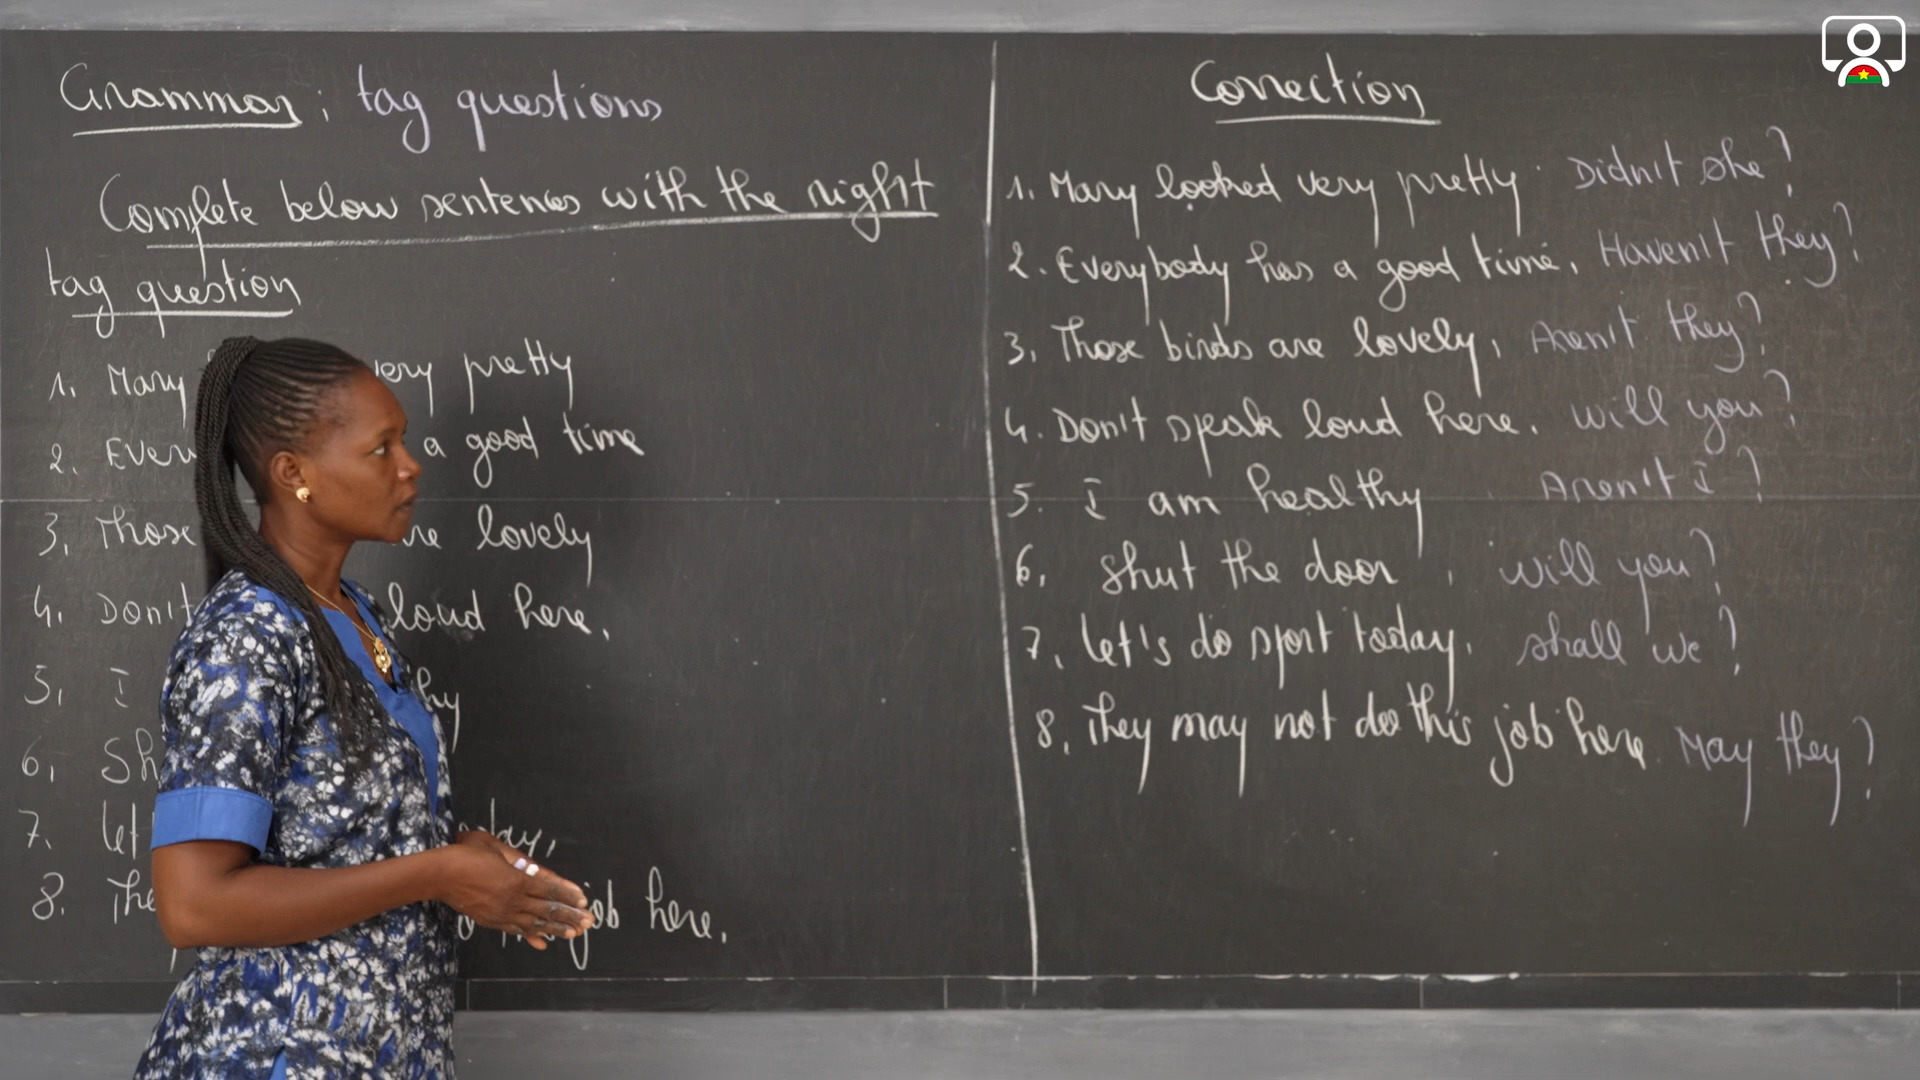 Grammar; tag questions
Complete below sentences with the right
tag question
1. Mary very pretty
2. a good time
3. Those lovely
4. Don't loud here.
5. I
6.
7.
8. job here.
Correction
1. Mary looked very pretty. Didn't she?
2. Everybody has a good time, Haven't they?
3. Those birds are lovely, Aren't they?
4. Don't speak loud here. will you?
5. I am healthy, Aren't I?
6. Shut the door, will you?
7. let's do sport today, shall we?
8. They may not do this job here. May they?